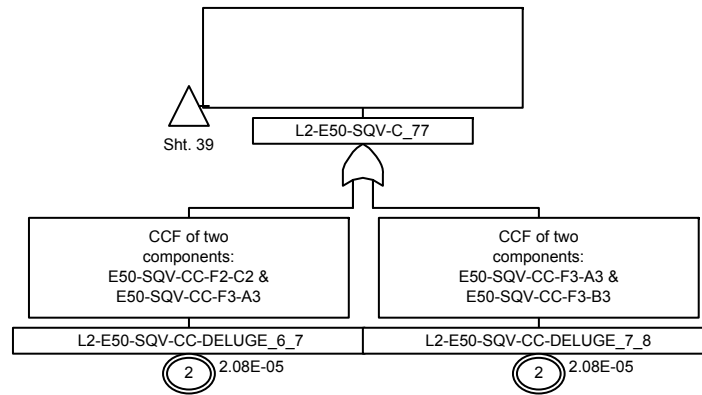 Sht. 39
L2-E50-SQV-C_77
CCF of two
components:
E50-SQV-CC-F2-C2 &
E50-SQV-CC-F3-A3
L2-E50-SQV-CC-DELUGE_6_7
2
2.08E-05
CCF of two
components:
E50-SQV-CC-F3-A3 &
E50-SQV-CC-F3-B3
L2-E50-SQV-CC-DELUGE_7_8
2
2.08E-05